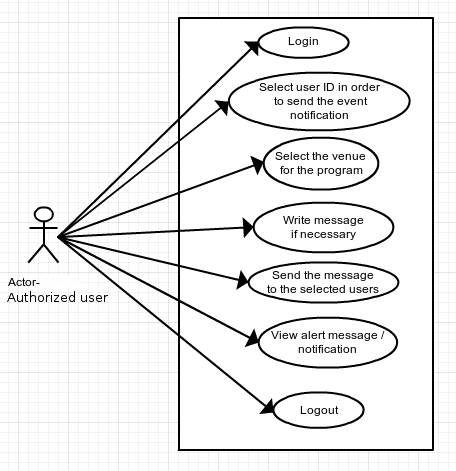 Login
Select user ID in order
to send the event
notification
Select the venue
for the program
Write message
if necessary
Actor-
Authorized user
Send the message
to the selected users
View alert message /
notification
Logout